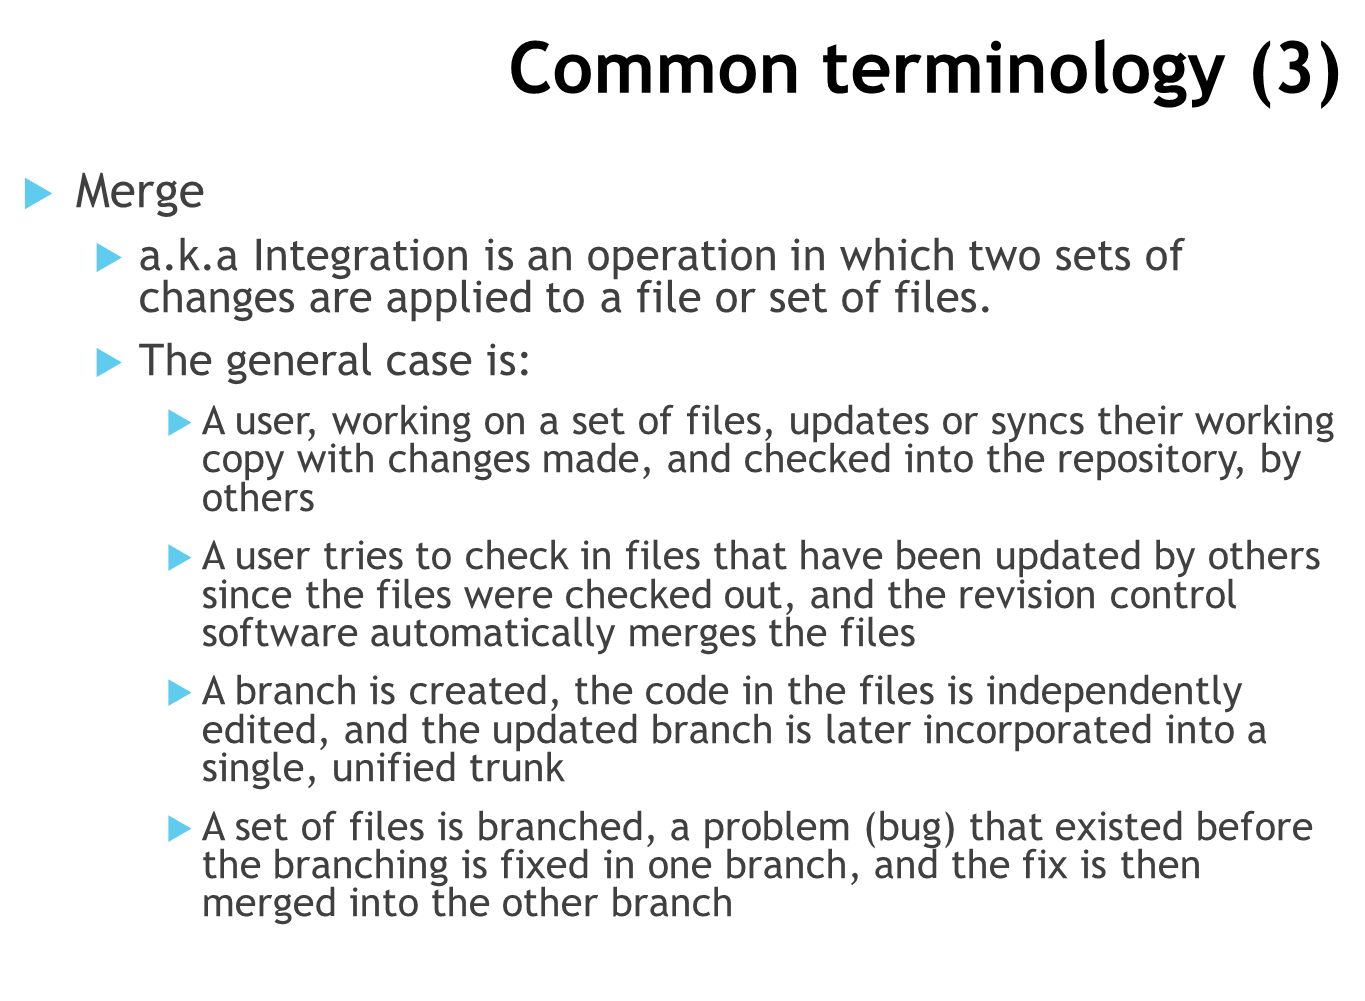 Common terminology (3)
Merge
a.k.a Integration is an operation in which two sets of
changes are applied to a file or set of files.
The general case is:
A user, working on a set of files, updates or syncs their working
copy with changes made, and checked into the repository, by
others
A user tries to check in files that have been updated by others
since the files were checked out, and the revision control
software automatically merges the files
A branch is created, the code in the files is independently
edited, and the updated branch is later incorporated into a
single, unified trunk
A set of files is branched, a problem (bug) that existed before
the branching is fixed in one branch, and the fix is then
merged into the other branch